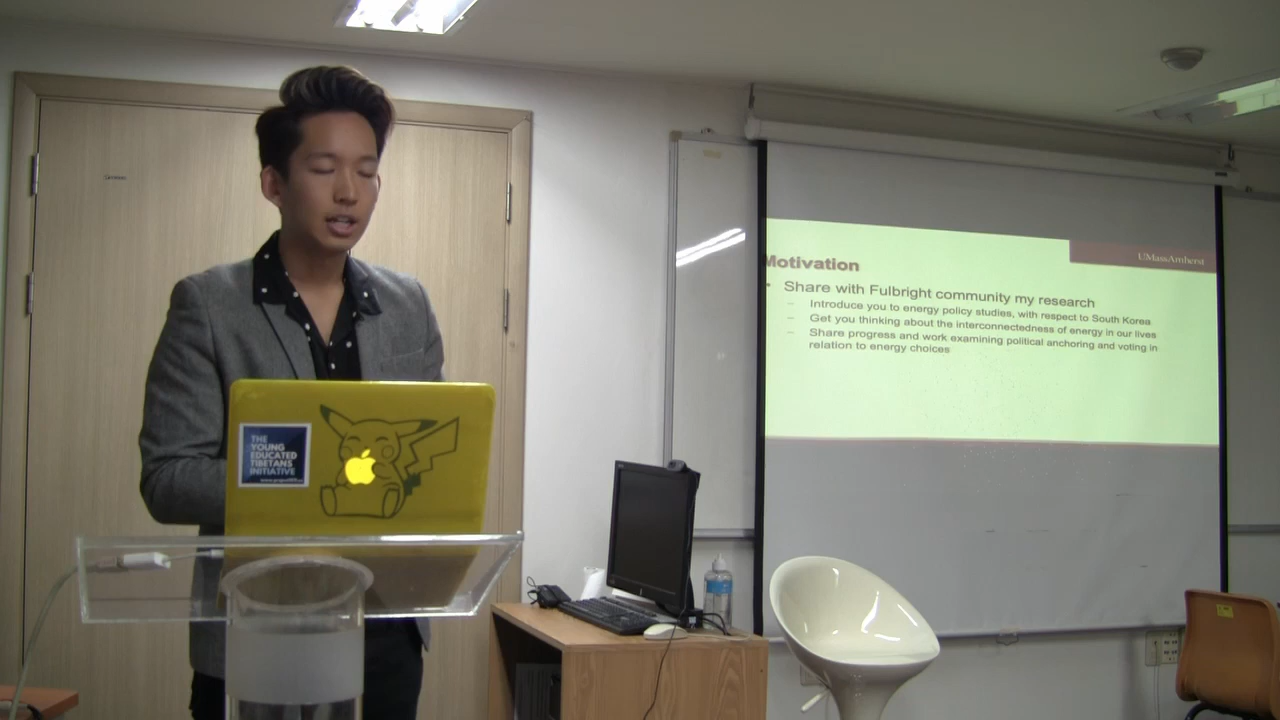 THE
YOUNG
EDUCATED
TIBETANS
INITIATIVE
UMassAmherst
Motivation
• Share with Fulbright community my research
– Introduce you to energy policy studies, with respect to South Korea
– Get you thinking about the interconnectedness of energy in our lives
– Share progress and work examining political anchoring and voting in
relation to energy choices